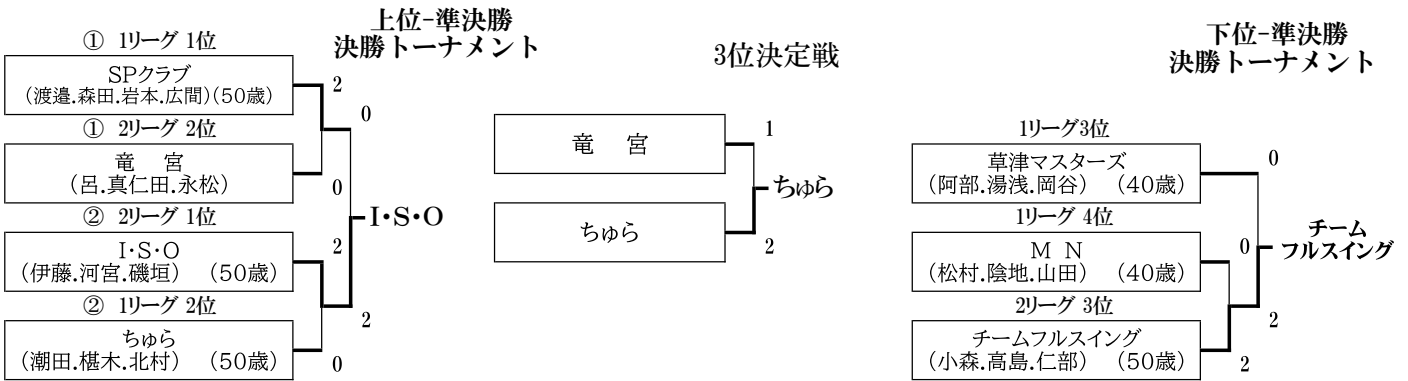 上位-準決勝
決勝トーナメント
① 1リーグ 1位
SPクラブ
(渡邉.森田.岩本.広間)(50歳)
2
① 2リーグ 2位
竜 宮
(呂.真仁田.永松)
0
0
② 2リーグ 1位
I・S・O
(伊藤.河宮.磯垣) (50歳)
2
② 1リーグ 2位
ちゅら
(潮田.椹木.北村) (50歳)
0
2
I・S・O
3位決定戦
竜 宮
1
ちゅら
2
ちゅら
下位-準決勝
決勝トーナメント
1リーグ3位
草津マスターズ
(阿部.湯浅.岡谷) (40歳)
0
1リーグ 4位
M N
(松村.陰地.山田) (40歳)
0
2リーグ 3位
チームフルスイング
(小森.高島.仁部) (50歳)
2
2
チーム
フルスイング